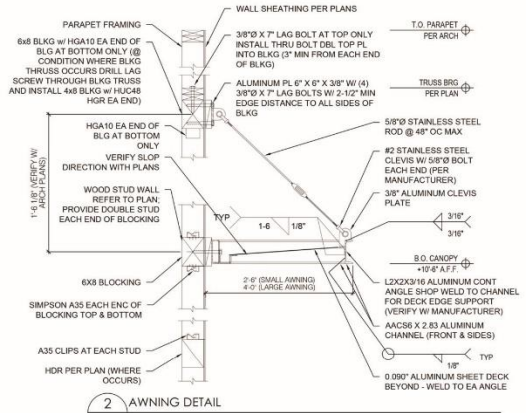 PARAPET FRAMING
6x8 BLKG w/ HGA10 EA END OF
BLG AT BOTTOM ONLY (@
CONDITION WHERE BLKG
THRUSS OCCURS DRILL LAG
SCREW THROUGH BLKG TRUSS
AND INSTALL 4x8 BLKG w/ HUC48
HGR EA END)
HGA10 EA END OF
BLG AT BOTTOM
ONLY
VERIFY SLOP
DIRECTION WITH PLANS
1'-6 1/8" (VERIFY W/
ARCH PLANS)
WOOD STUD WALL
REFER TO PLAN;
PROVIDE DOUBLE STUD
EACH END OF BLOCKING
6X8 BLOCKING
SIMPSON A35 EACH ENC OF
BLOCKING TOP & BOTTOM
A35 CLIPS AT EACH STUD
HDR PER PLAN (WHERE
OCCURS)
WALL SHEATHING PER PLANS
3/8"Ø X 7" LAG BOLT AT TOP ONLY
INSTALL THRU BOLT DBL TOP PL
INTO BLKG (3" MIN FROM EACH END
OF BLKG)
ALUMINUM PL 6" X 6" X 3/8" W/ (4)
3/8"Ø X 7" LAG BOLTS W/ 2-1/2" MIN
EDGE DISTANCE TO ALL SIDES OF
BLKG
T.O. PARAPET
PER ARCH
TRUSS BRG
PER PLAN
5/8"Ø STAINLESS STEEL
ROD @ 48" OC MAX
#2 STAINLESS STEEL
CLEVIS W/ 5/8"Ø BOLT
EACH END (PER
MANUFACTURER)
3/8" ALUMINUM CLEVIS
PLATE
TYP
1-6
1/8"
3/16"
3/16"
2'-6" (SMALL AWNING)
4'-0" (LARGE AWNING)
B.O. CANOPY
+10'-6" A.F.F.
L2X2X3/16 ALUMINUM CONT
ANGLE SHOP WELD TO CHANNEL
FOR DECK EDGE SUPPORT
(VERIFY W/ MANUFACTURER)
AACS6 X 2.83 ALUMINUM
CHANNEL (FRONT & SIDES)
1/8"
TYP
0.090" ALUMINUM SHEET DECK
BEYOND - WELD TO EA ANGLE
2 AWNING DETAIL